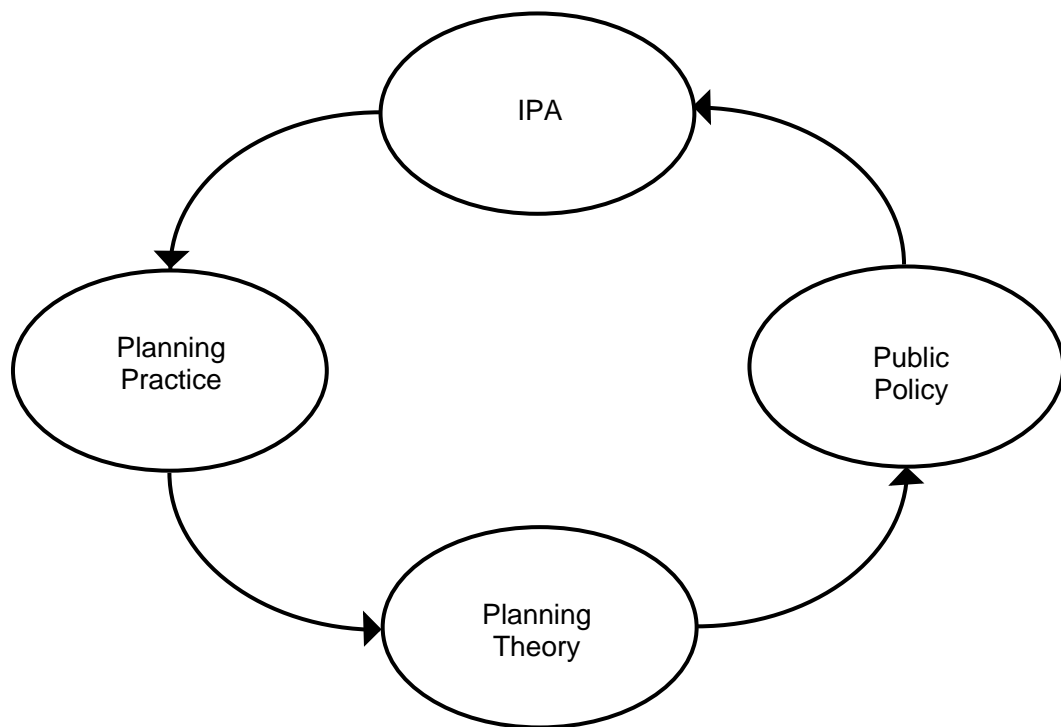 IPA
Planning
Practice
Public
Policy
Planning
Theory